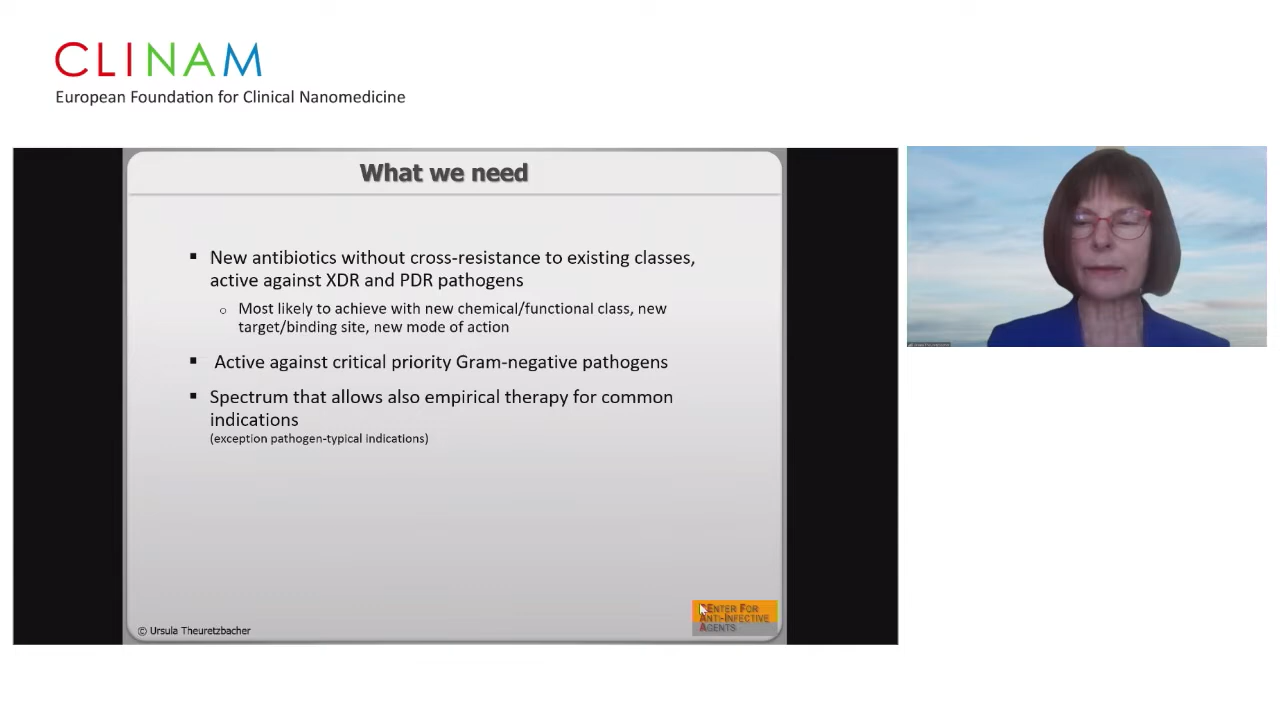 CLINAM
European Foundation for Clinical Nanomedicine
What we need
▪ New antibiotics without cross-resistance to existing classes,
active against XDR and PDR pathogens
○ Most likely to achieve with new chemical/functional class, new
target/binding site, new mode of action
▪ Active against critical priority Gram-negative pathogens
▪ Spectrum that allows also empirical therapy for common
indications
(exception pathogen-typical indications)
© Ursula Theuretzbacher
CENTER FOR
ANTI-INFECTIVE
AGENTS